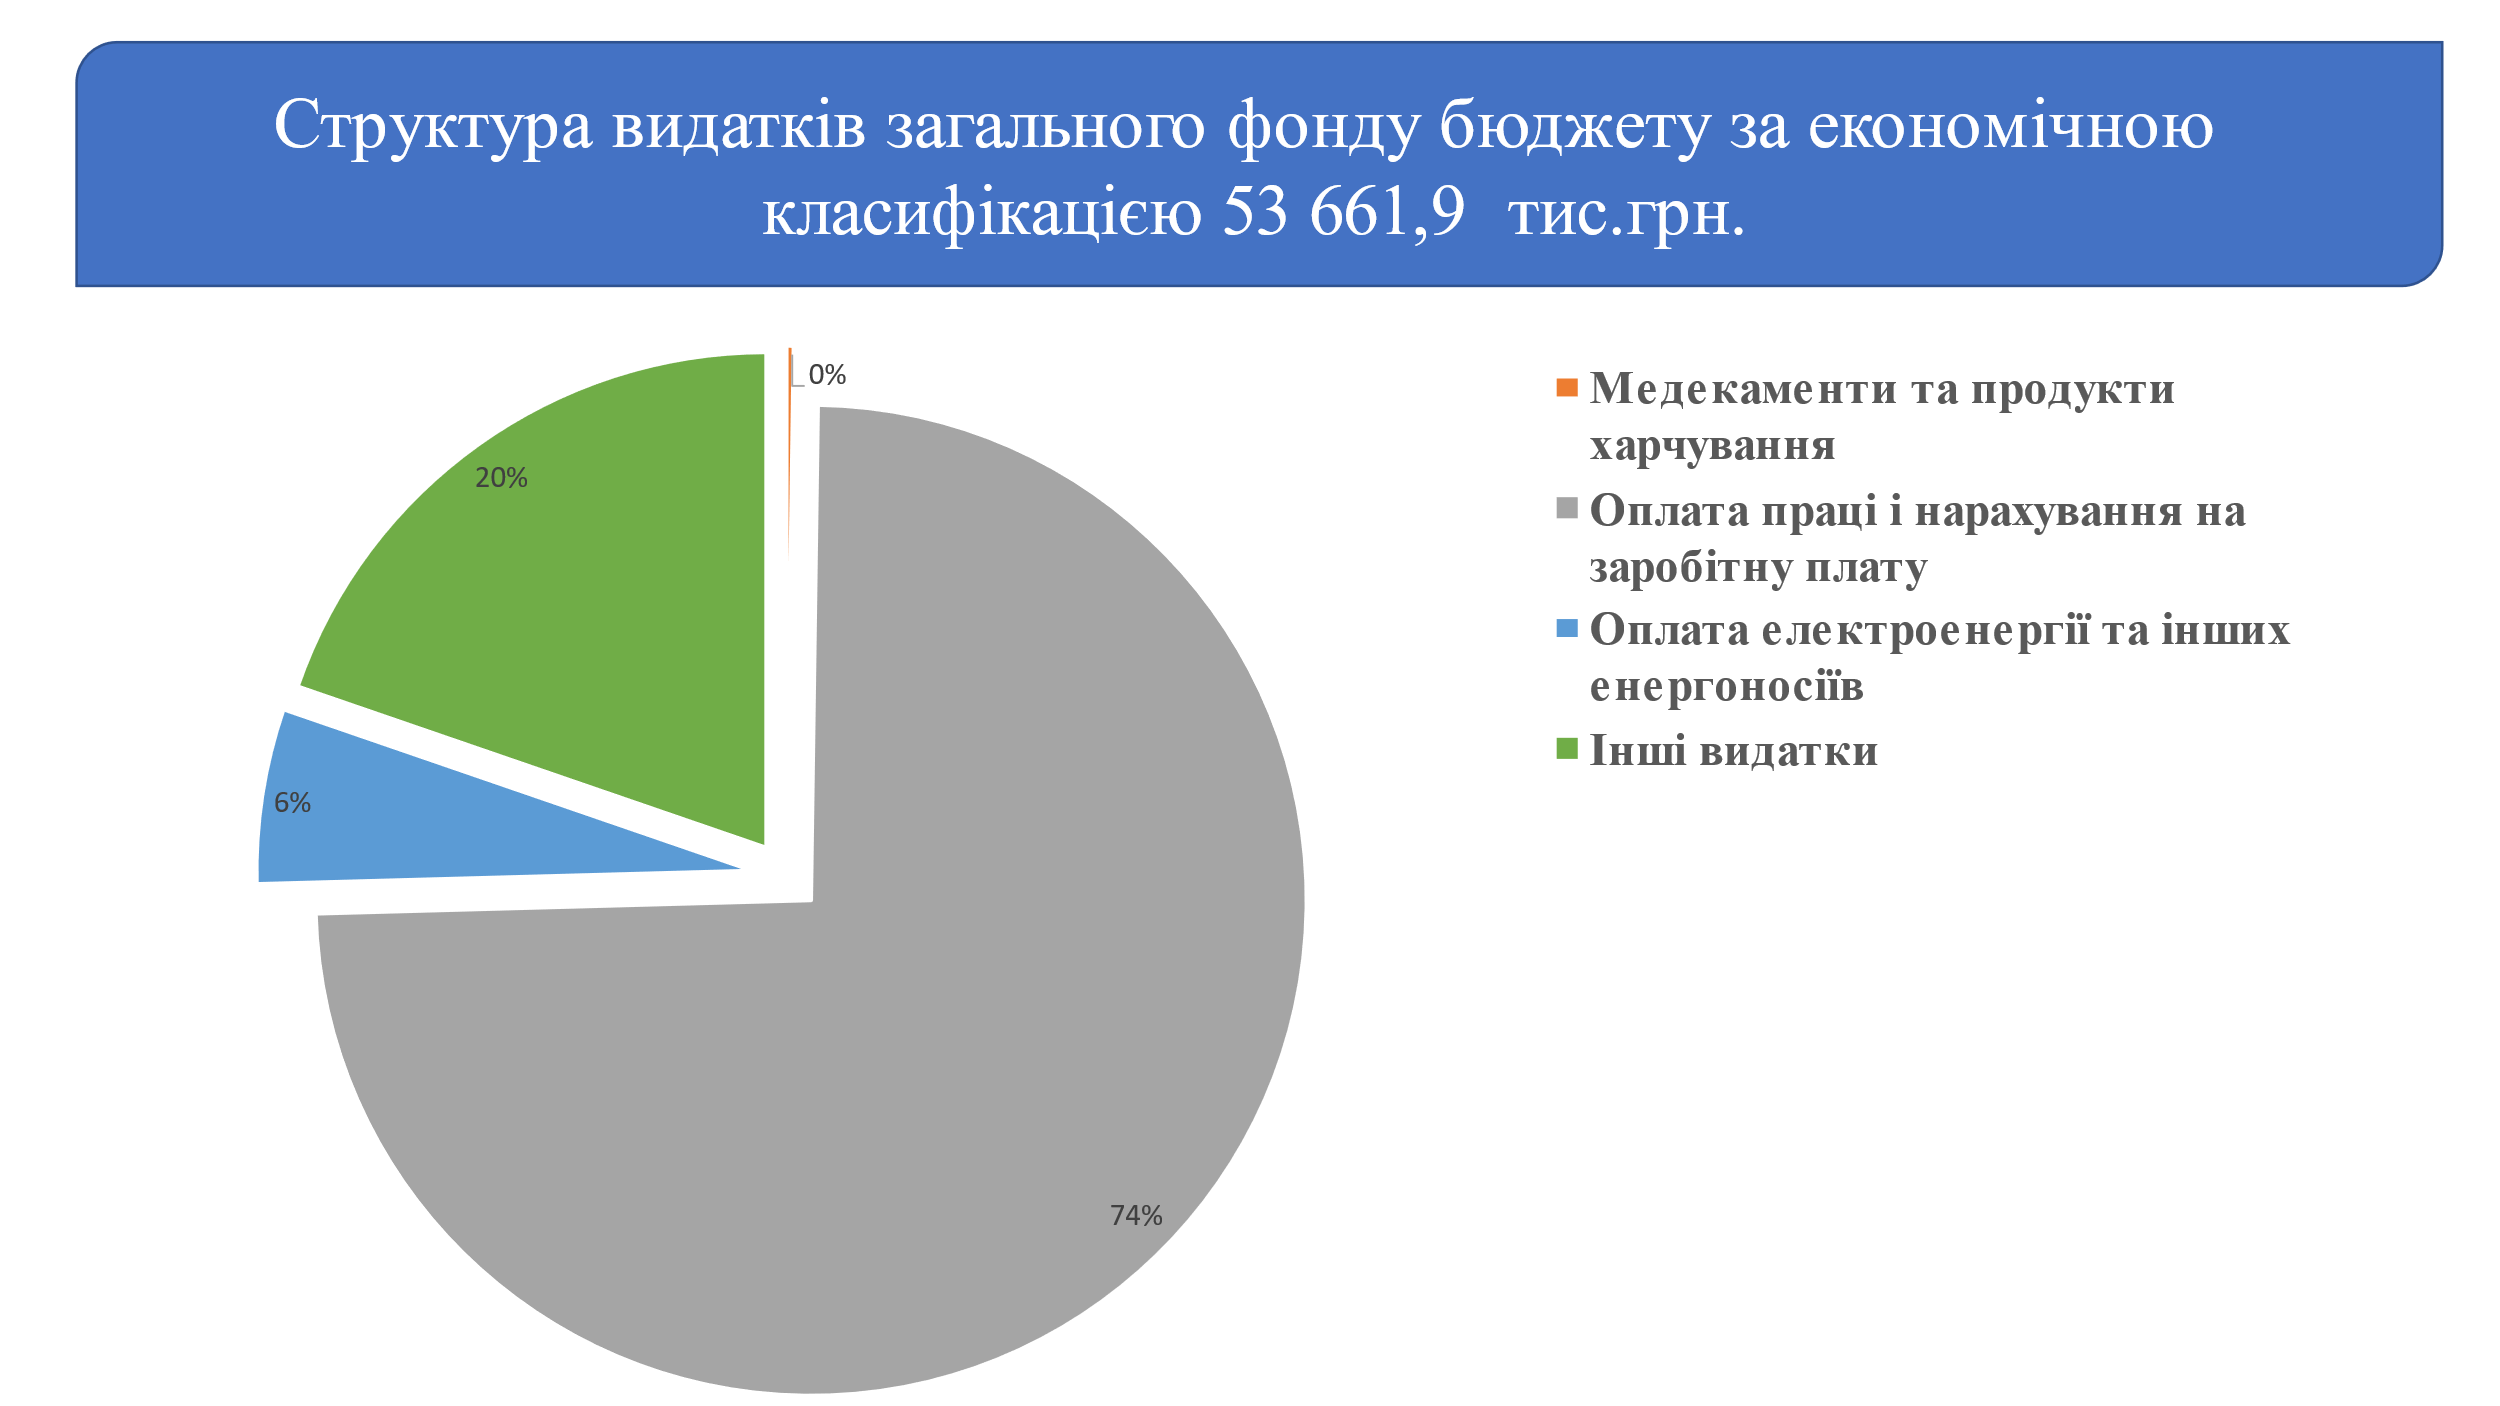 Структура видатків загального фонду бюджету за економічною
класифікацією 53 661,9 тис.грн.
0%
20%
6%
74%
Медекаменти та продукти
харчування
Оплата праці і нарахування на
заробітну плату
Оплата електроенергії та інших
енергоносіїв
Інші видатки